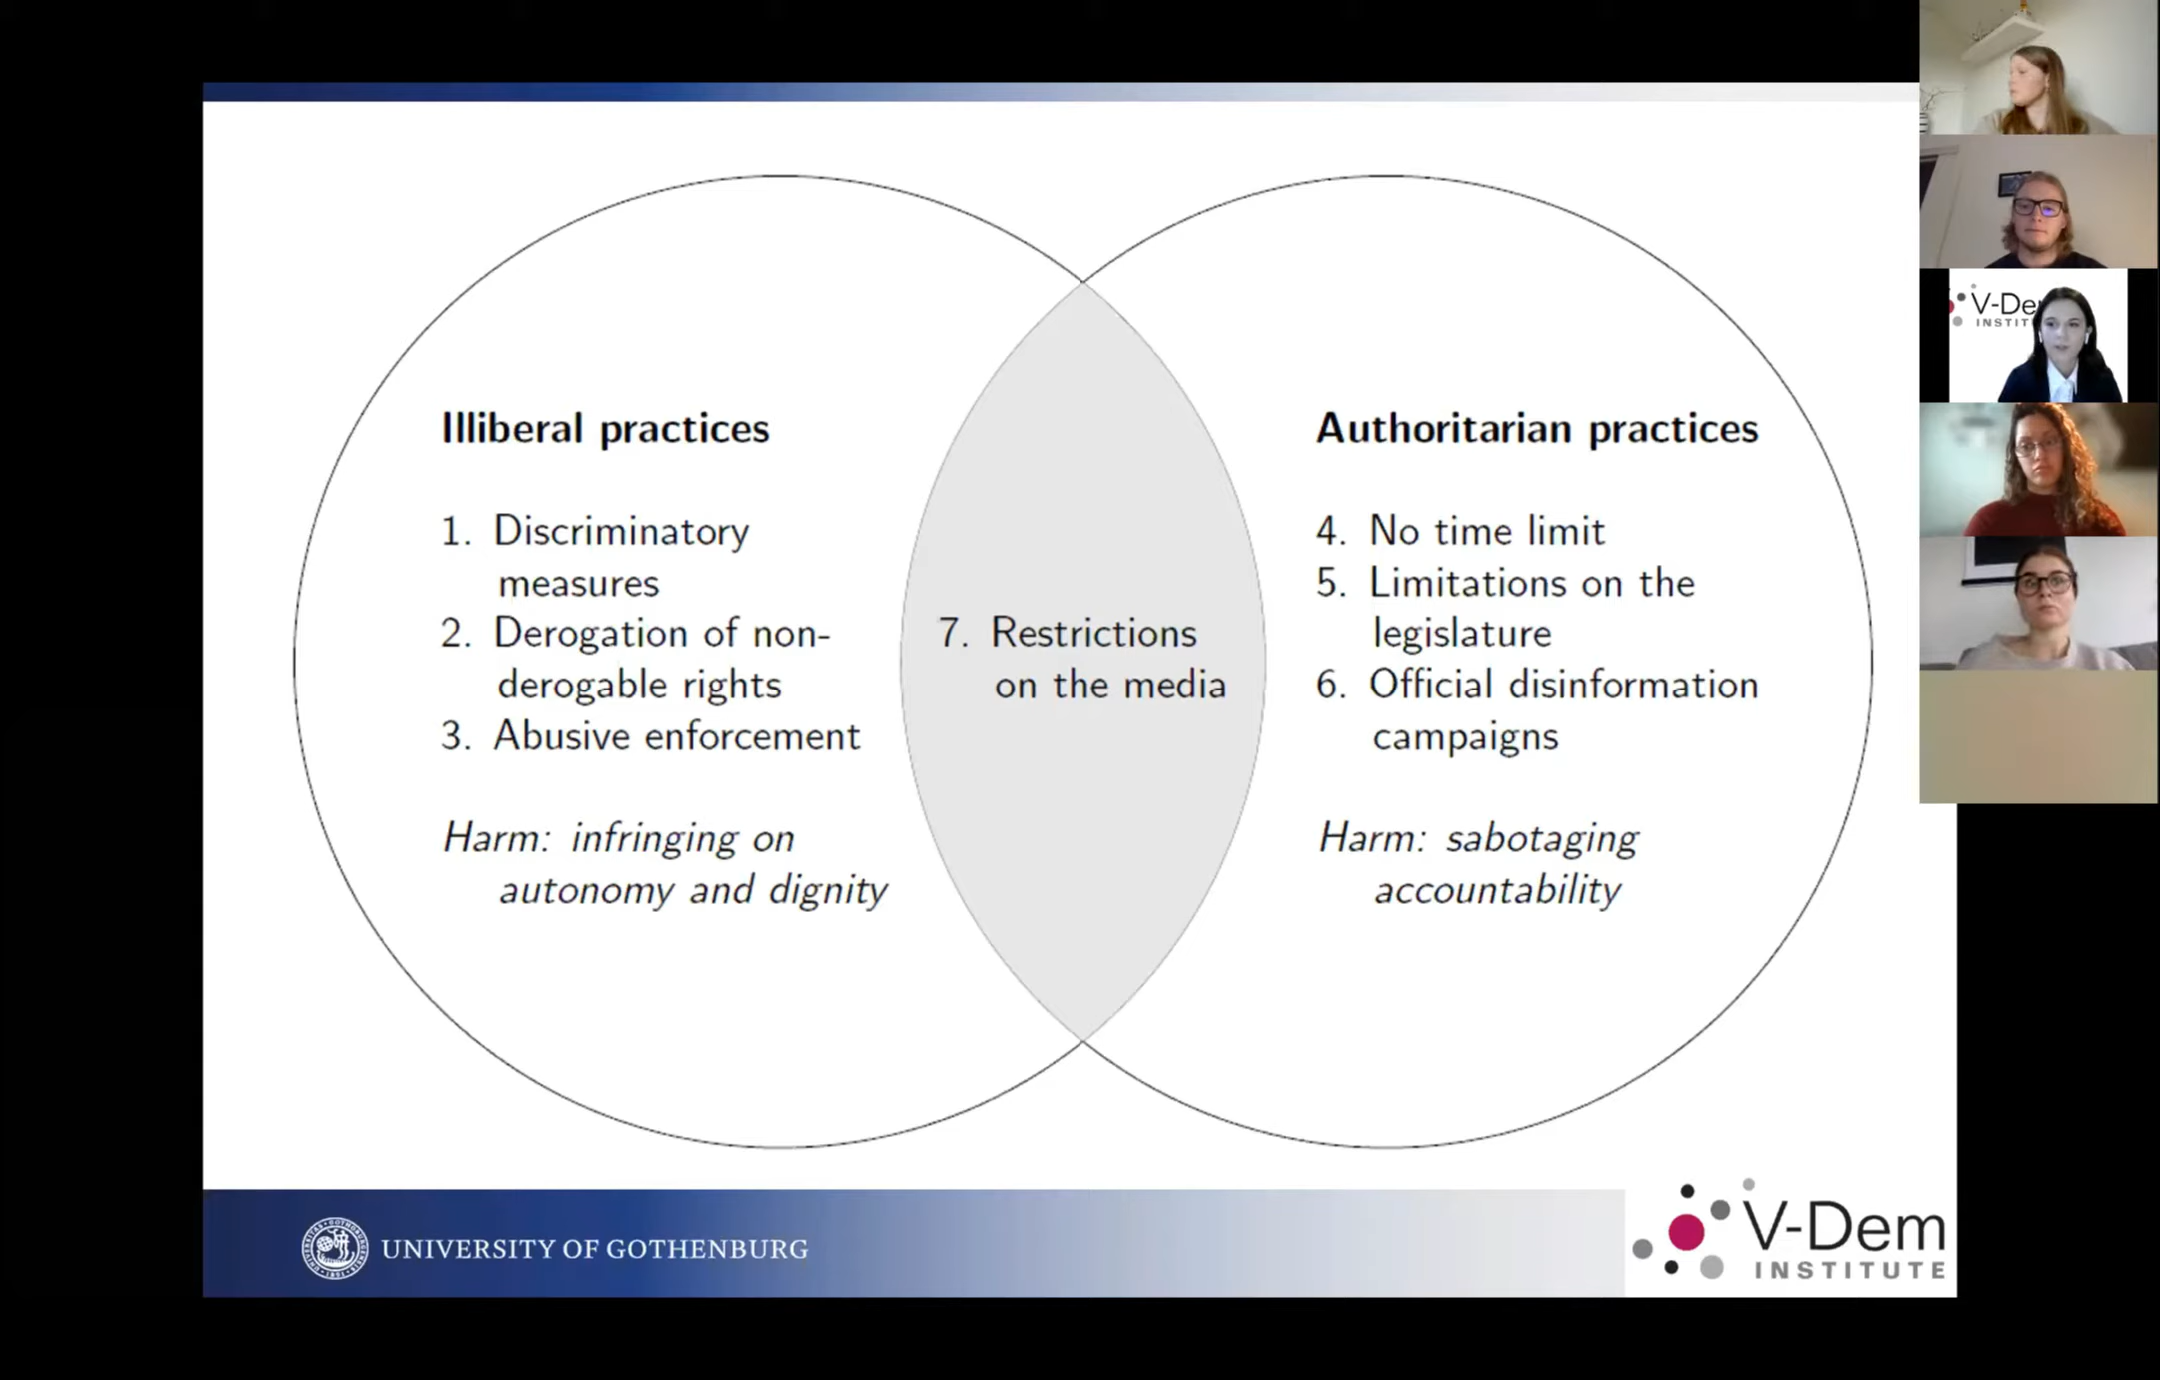 Illiberal practices
1. Discriminatory
measures
2. Derogation of non-
derogable rights
3. Abusive enforcement
Harm: infringing on
autonomy and dignity
7. Restrictions
on the media
Authoritarian practices
4. No time limit
5. Limitations on the
legislature
6. Official disinformation
campaigns
Harm: sabotaging
accountability
UNIVERSITY OF GOTHENBURG
V-Dem
INSTITUTE
V-De
INSTIT